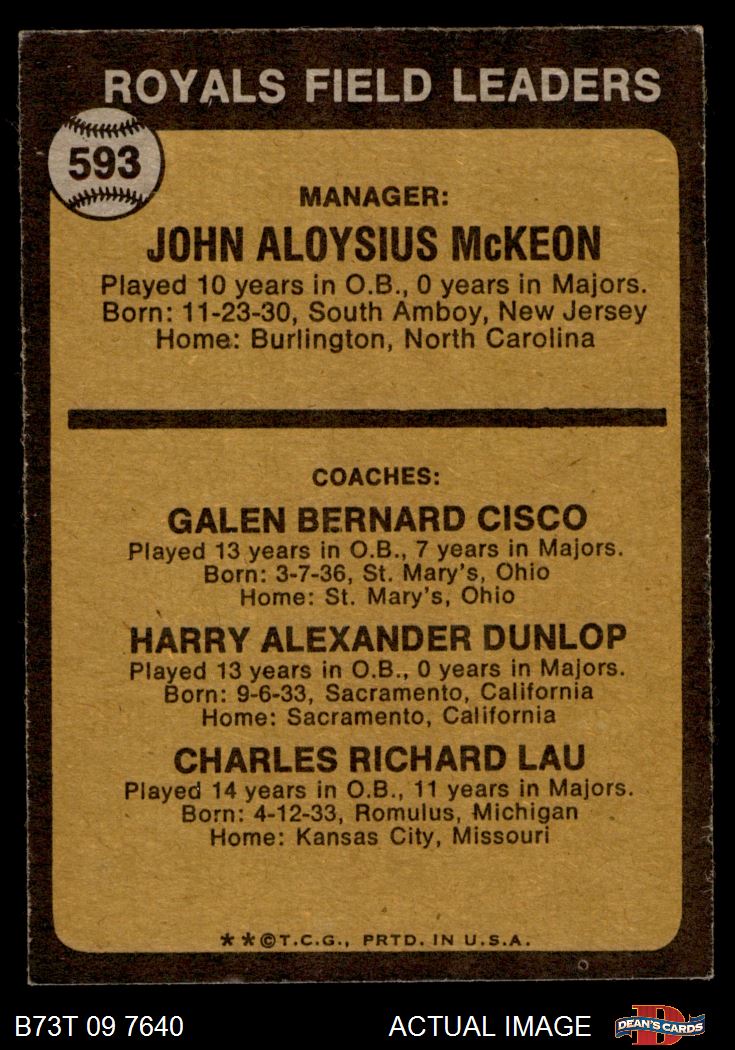 ROYALS FIELD LEADERS
593
MANAGER:
JOHN ALOYSIUS McKEON
Played 10 years in O.B., 0 years in Majors.
Born: 11-23-30, South Amboy, New Jersey
Home: Burlington, North Carolina
COACHES:
GALEN BERNARD CISCO
Played 13 years in O.B., 7 years in Majors.
Born: 3-7-36, St. Mary's, Ohio
Home: St. Mary's, Ohio
HARRY ALEXANDER DUNLOP
Played 13 years in O.B., 0 years in Majors.
Born: 9-6-33, Sacramento, California
Home: Sacramento, California
CHARLES RICHARD LAU
Played 14 years in O.B., 11 years in Majors.
Born: 4-12-33, Romulus, Michigan
Home: Kansas City, Missouri
**©T.C.G., PRTD. IN U.S.A.
B73T 09 7640 ACTUAL IMAGE D DEAN'S CARDS